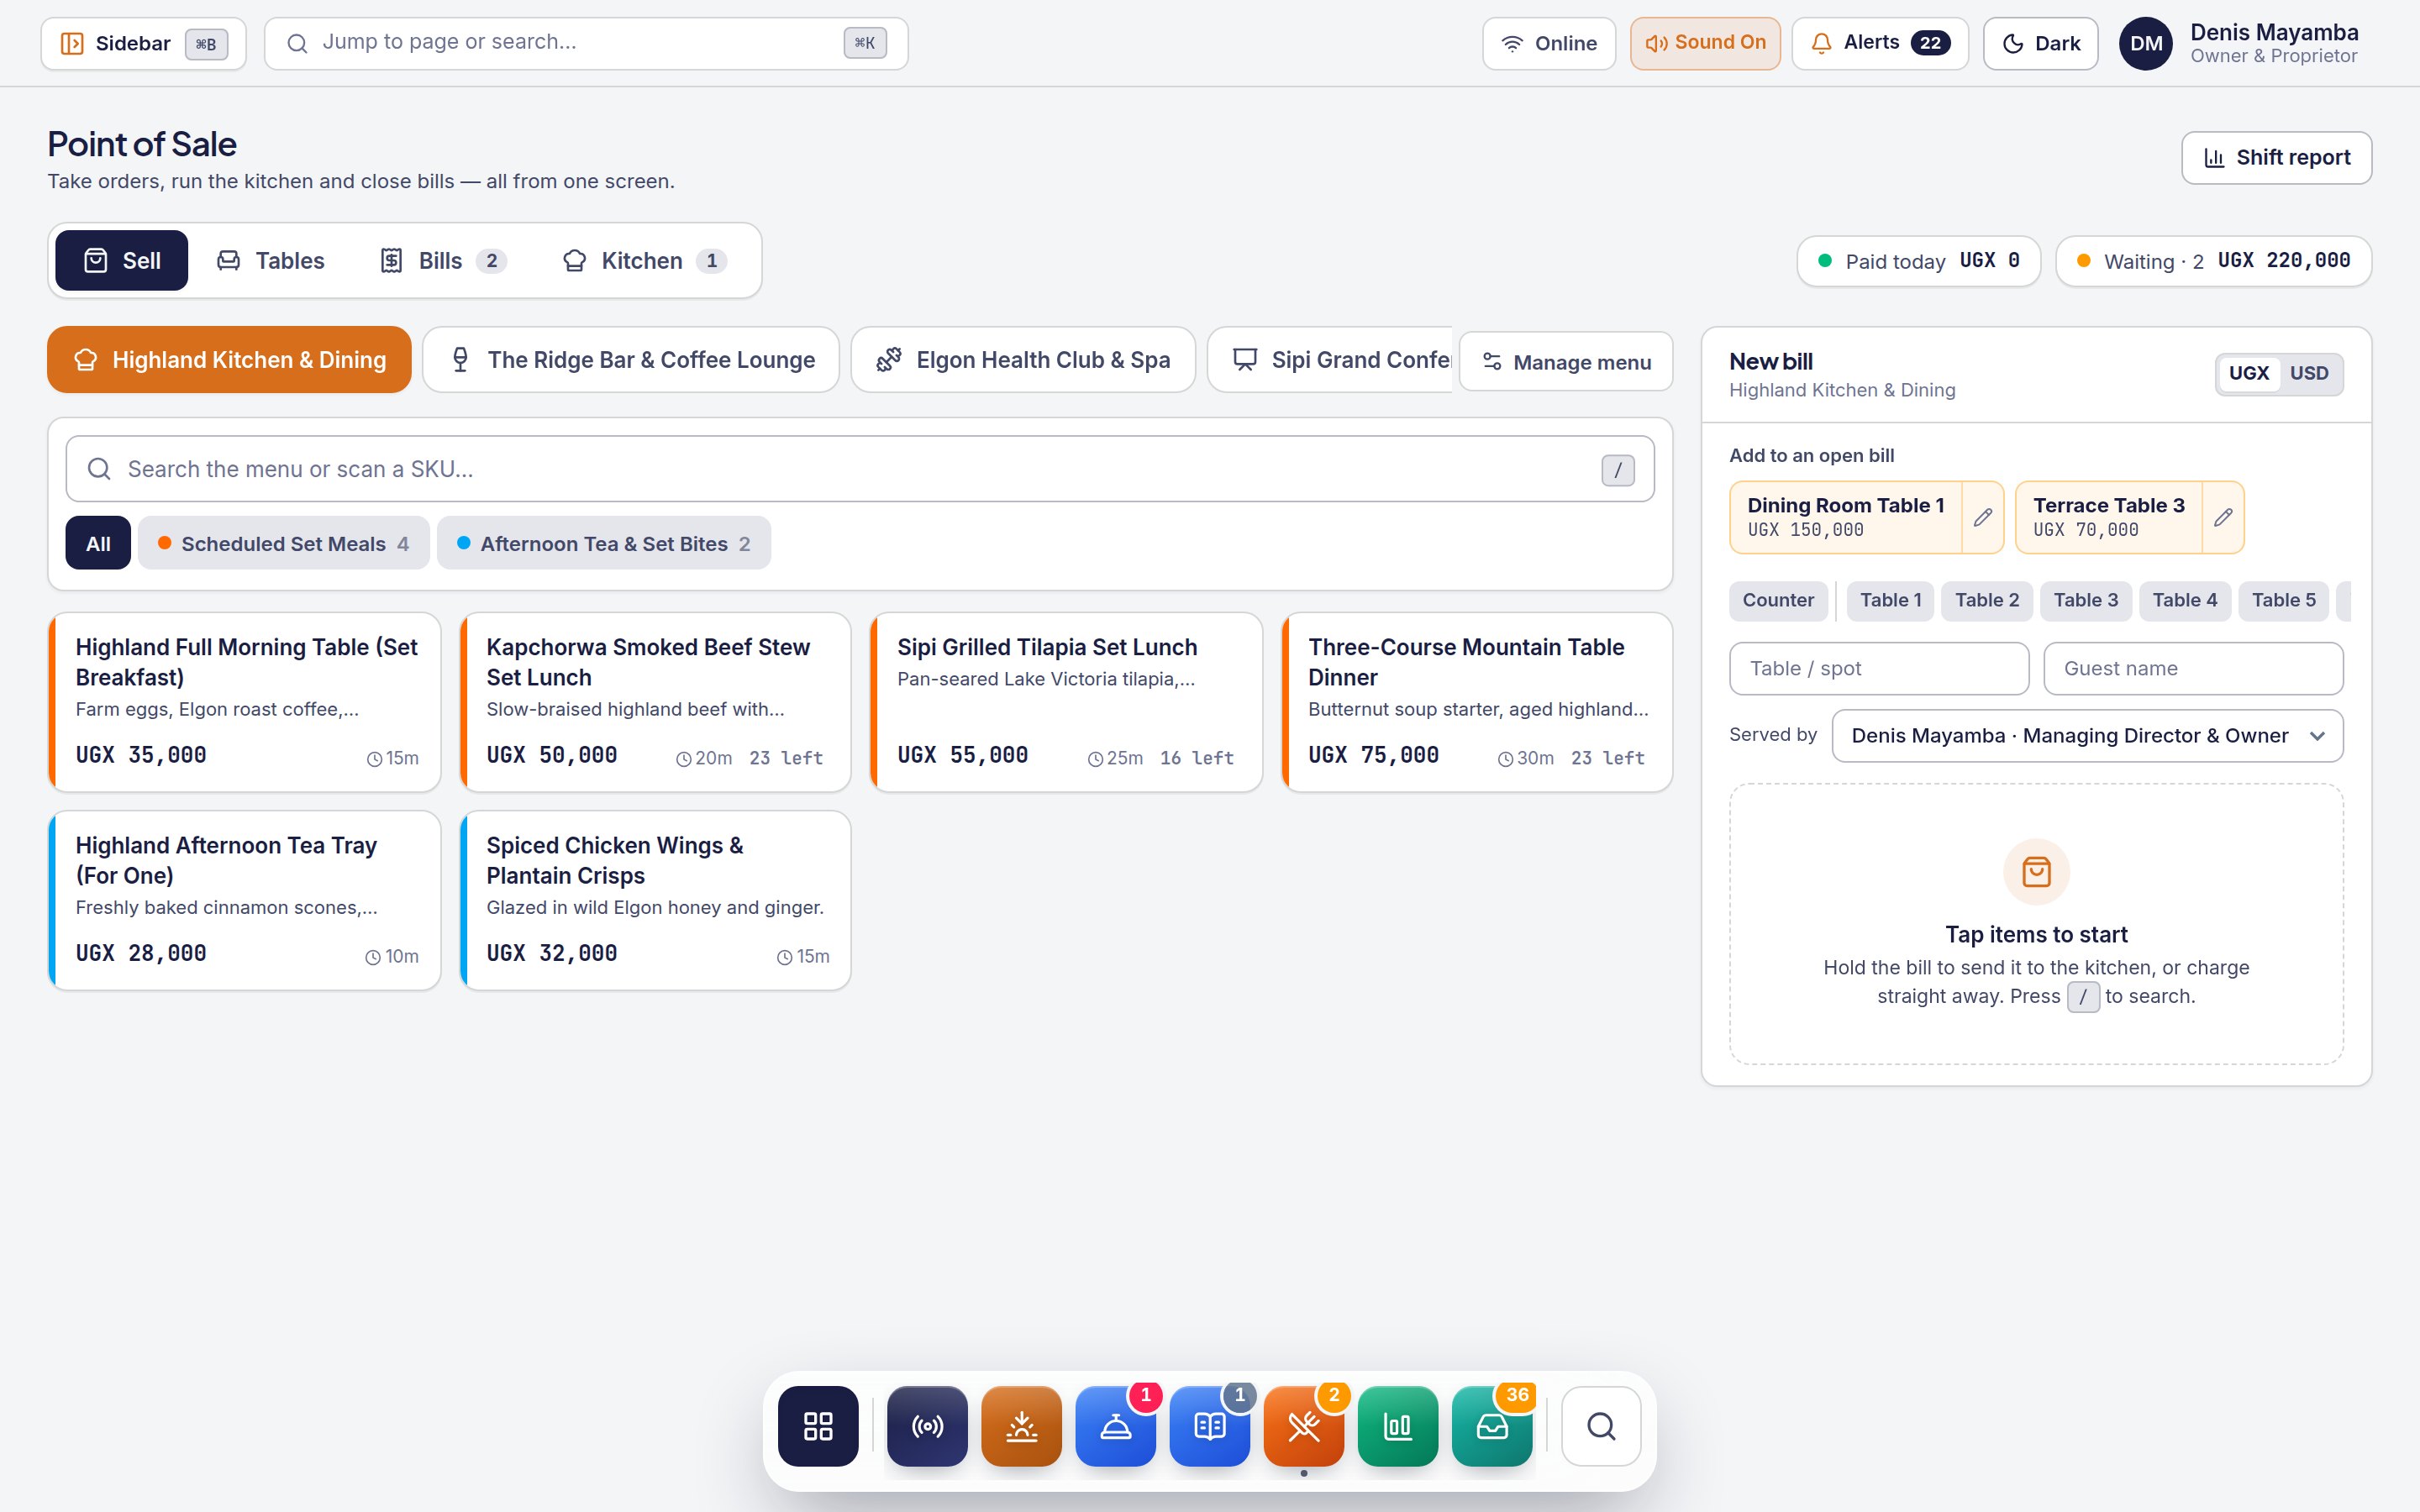 Sidebar ⌘B
Jump to page or search... ⌘K
Online
Sound On
Alerts 22
Dark
DM
Denis Mayamba
Owner & Proprietor
Point of Sale
Take orders, run the kitchen and close bills — all from one screen.
Shift report
Sell
Tables
Bills 2
Kitchen 1
Paid today UGX 0
Waiting · 2 UGX 220,000
Highland Kitchen & Dining
The Ridge Bar & Coffee Lounge
Elgon Health Club & Spa
Sipi Grand Confer
Manage menu
Search the menu or scan a SKU... /
All
Scheduled Set Meals 4
Afternoon Tea & Set Bites 2
Highland Full Morning Table (Set
Breakfast)
Farm eggs, Elgon roast coffee,...
UGX 35,000 15m
Kapchorwa Smoked Beef Stew
Set Lunch
Slow-braised highland beef with...
UGX 50,000 20m 23 left
Sipi Grilled Tilapia Set Lunch
Pan-seared Lake Victoria tilapia,...
UGX 55,000 25m 16 left
Three-Course Mountain Table
Dinner
Butternut soup starter, aged highland...
UGX 75,000 30m 23 left
Highland Afternoon Tea Tray
(For One)
Freshly baked cinnamon scones,...
UGX 28,000 10m
Spiced Chicken Wings &
Plantain Crisps
Glazed in wild Elgon honey and ginger.
UGX 32,000 15m
New bill
Highland Kitchen & Dining
UGX USD
Add to an open bill
Dining Room Table 1
UGX 150,000
Terrace Table 3
UGX 70,000
Counter Table 1 Table 2 Table 3 Table 4 Table 5
Table / spot
Guest name
Served by
Denis Mayamba · Managing Director & Owner
Tap items to start
Hold the bill to send it to the kitchen, or charge
straight away. Press / to search.
1 1 2 36